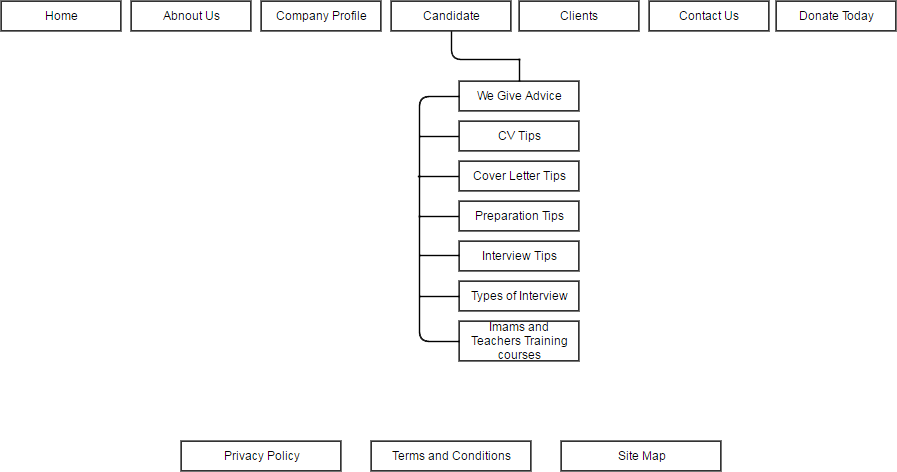 Home
Abnout Us
Company Profile
Candidate
Clients
Contact Us
Donate Today
We Give Advice
CV Tips
Cover Letter Tips
Preparation Tips
Interview Tips
Types of Interview
Imams and
Teachers Training
courses
Privacy Policy
Terms and Conditions
Site Map